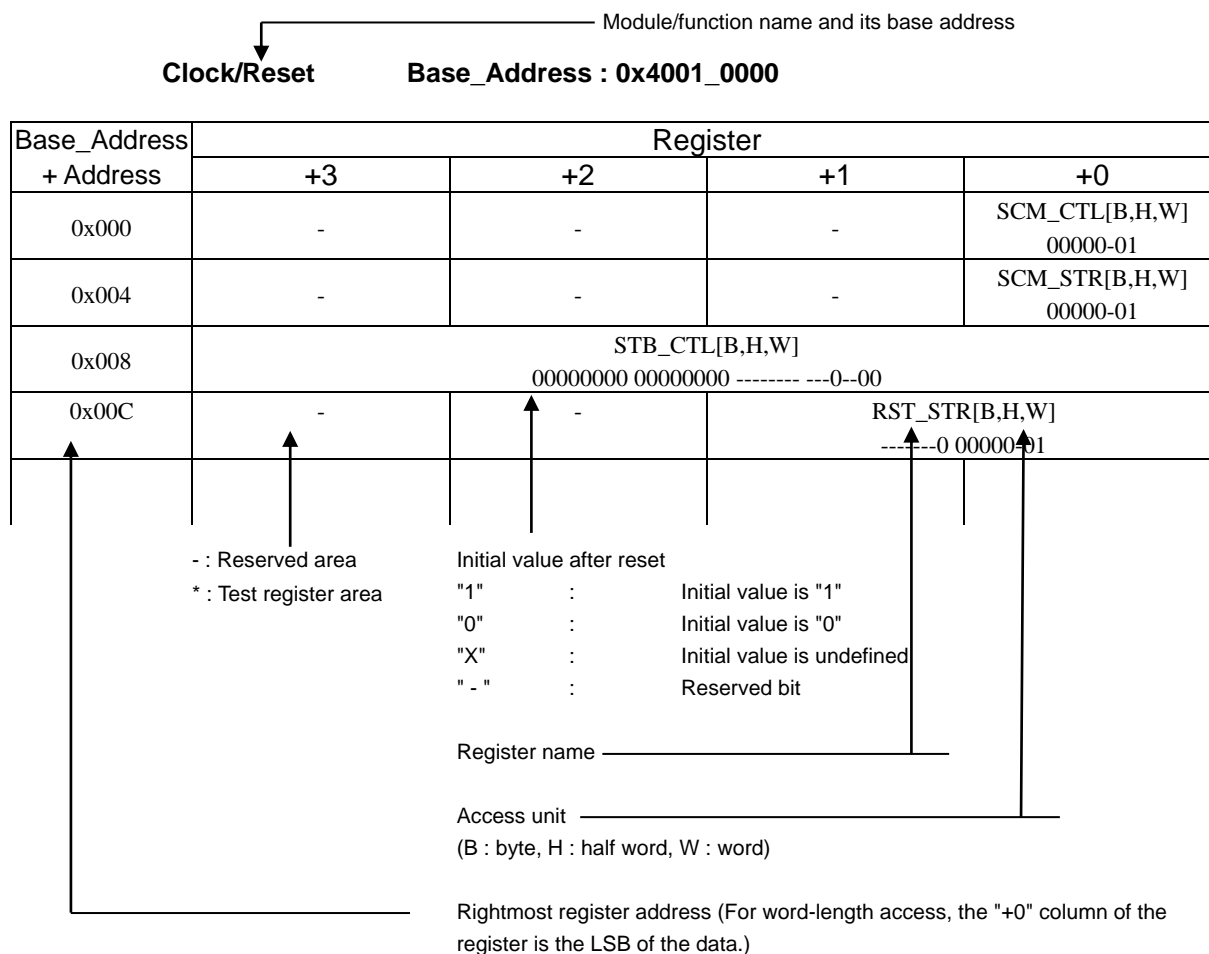 Module/function name and its base address
Clock/Reset Base_Address : 0x4001_0000
Base_Address + Address Register
+3 +2 +1 +0
0x000 - - - SCM_CTL[B,H,W]
00000-01
0x004 - - - SCM_STR[B,H,W]
00000-01
0x008 STB_CTL[B,H,W]
00000000 00000000 -------- ---0--00
0x00C - - RST_STR[B,H,W]
-------0 00000-01
- : Reserved area
* : Test register area
Initial value after reset
"1" : Initial value is "1"
"0" : Initial value is "0"
"X" : Initial value is undefined
" - " : Reserved bit
Register name
Access unit
(B : byte, H : half word, W : word)
Rightmost register address (For word-length access, the "+0" column of the
register is the LSB of the data.)